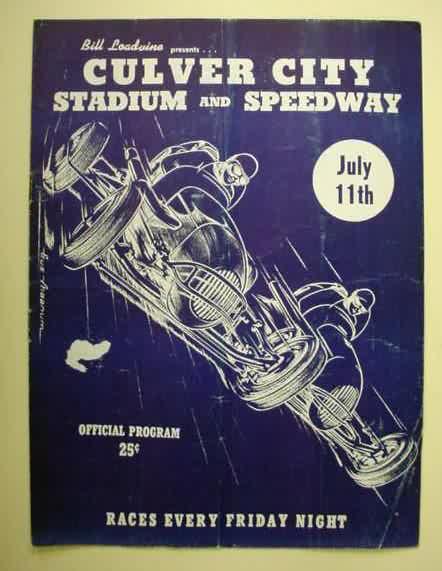 Bill Loadvine presents . . .
CULVER CITY
STADIUM AND SPEEDWAY
July
11th
OFFICIAL PROGRAM
25¢
RACES EVERY FRIDAY NIGHT